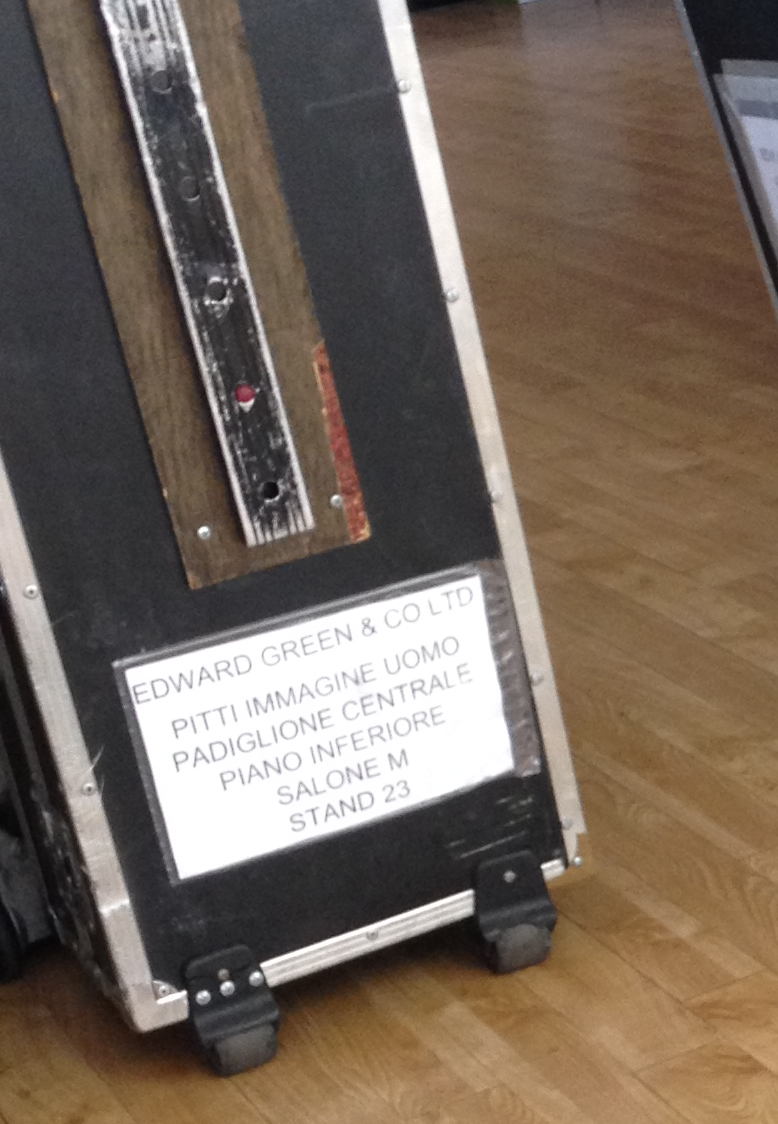 EDWARD GREEN & CO LTD
PITTI IMMAGINE UOMO
PADIGLIONE CENTRALE
PIANO INFERIORE
SALONE M
STAND 23